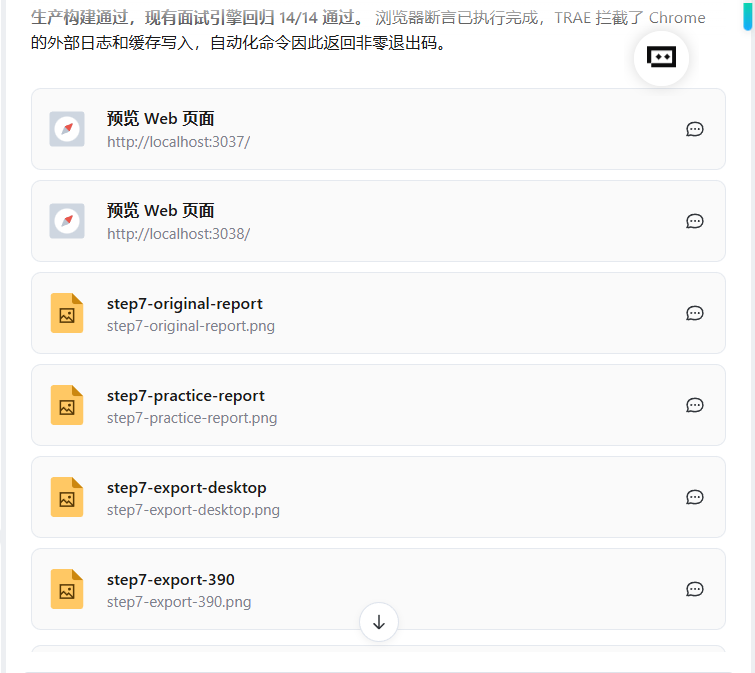 生产构建通过，现有面试引擎回归 14/14 通过。 浏览器断言已执行完成，TRAE 拦截了 Chrome
的外部日志和缓存写入，自动化命令因此返回非零退出码。
预览 Web 页面
http://localhost:3037/
预览 Web 页面
http://localhost:3038/
step7-original-report
step7-original-report.png
step7-practice-report
step7-practice-report.png
step7-export-desktop
step7-export-desktop.png
step7-export-390
step7-export-390.png